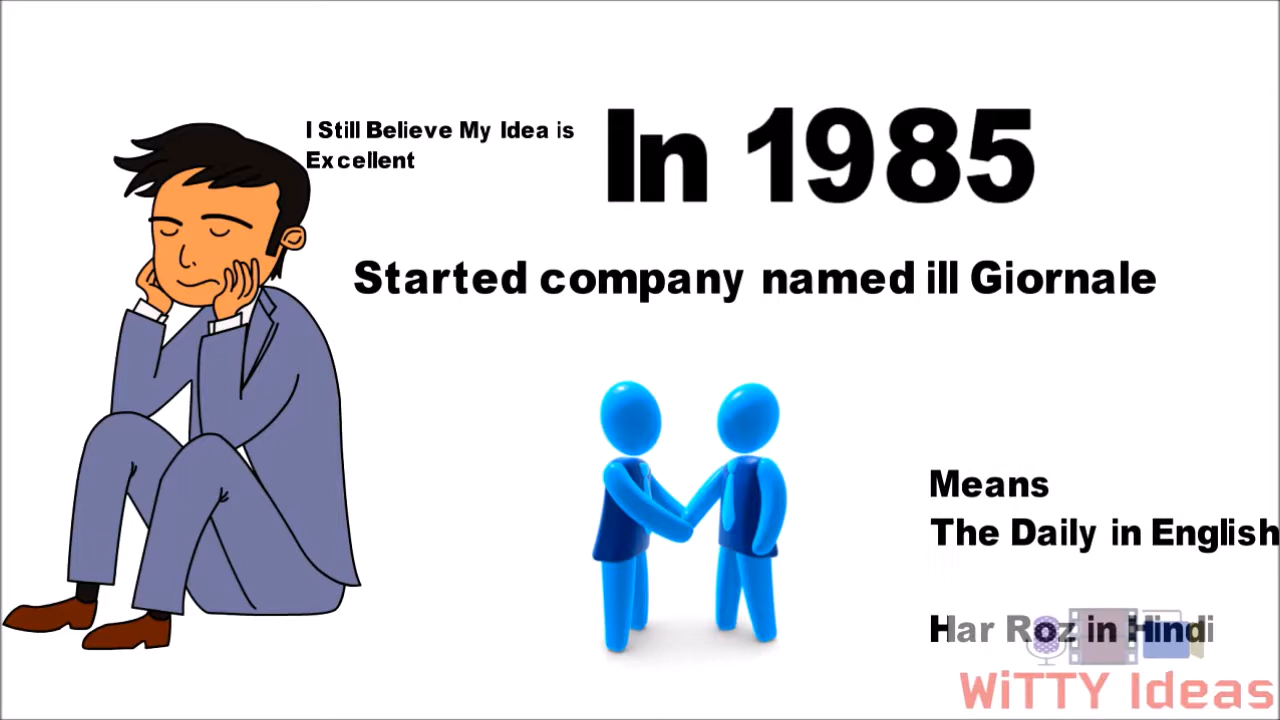 I Still Believe My Idea is
Excellent
In 1985
Started company named ill Giornale
Means
The Daily in English
Har Roz in Hindi
WiTTY Ideas